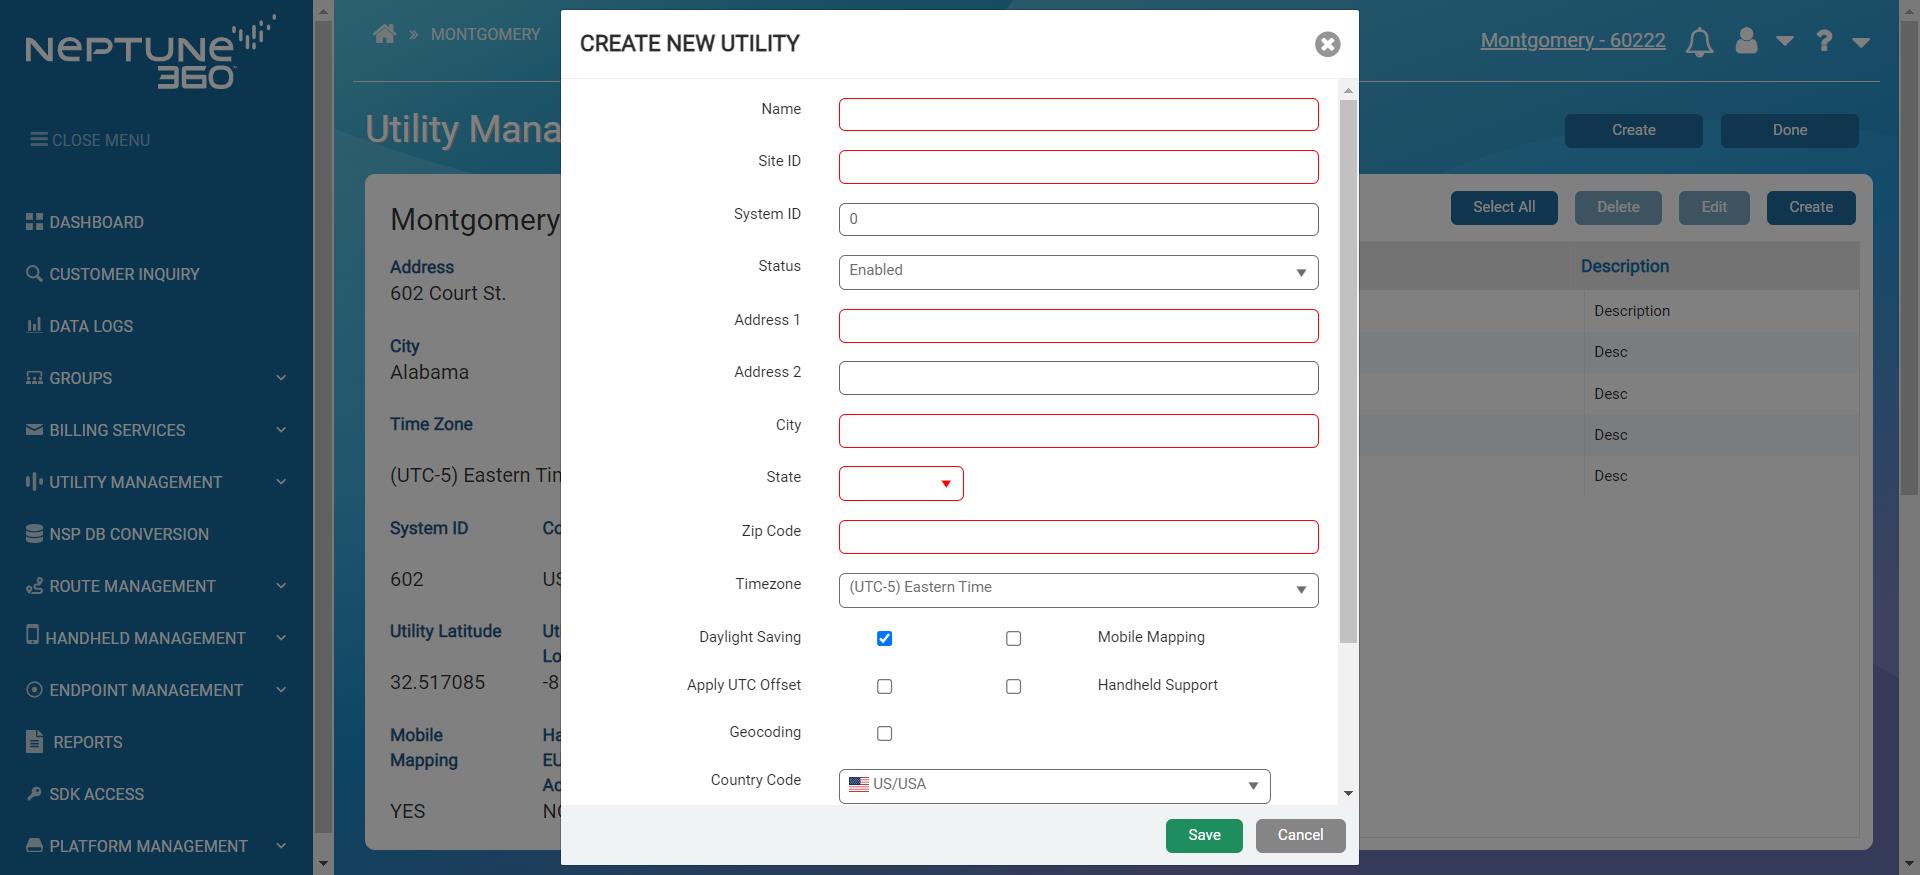 NEPTUNE
360
CLOSE MENU
DASHBOARD
CUSTOMER INQUIRY
DATA LOGS
GROUPS
BILLING SERVICES
UTILITY MANAGEMENT
NSP DB CONVERSION
ROUTE MANAGEMENT
HANDHELD MANAGEMENT
ENDPOINT MANAGEMENT
REPORTS
SDK ACCESS
PLATFORM MANAGEMENT
» MONTGOMERY
Montgomery - 60222
?
Utility Mana
Create
Done
Montgomery
Address
602 Court St.
City
Alabama
Time Zone
(UTC-5) Eastern Tim
System ID
Co
602
US
Utility Latitude
Ut
Lo
32.517085
-8
Mobile
Mapping
Ha
EU
Ac
YES
NO
Select All
Delete
Edit
Create
Description
Description
Desc
Desc
Desc
Desc
CREATE NEW UTILITY
Name
Site ID
System ID
0
Status
Enabled
Address 1
Address 2
City
State
Zip Code
Timezone
(UTC-5) Eastern Time
Daylight Saving
Mobile Mapping
Apply UTC Offset
Handheld Support
Geocoding
Country Code
US/USA
Save
Cancel